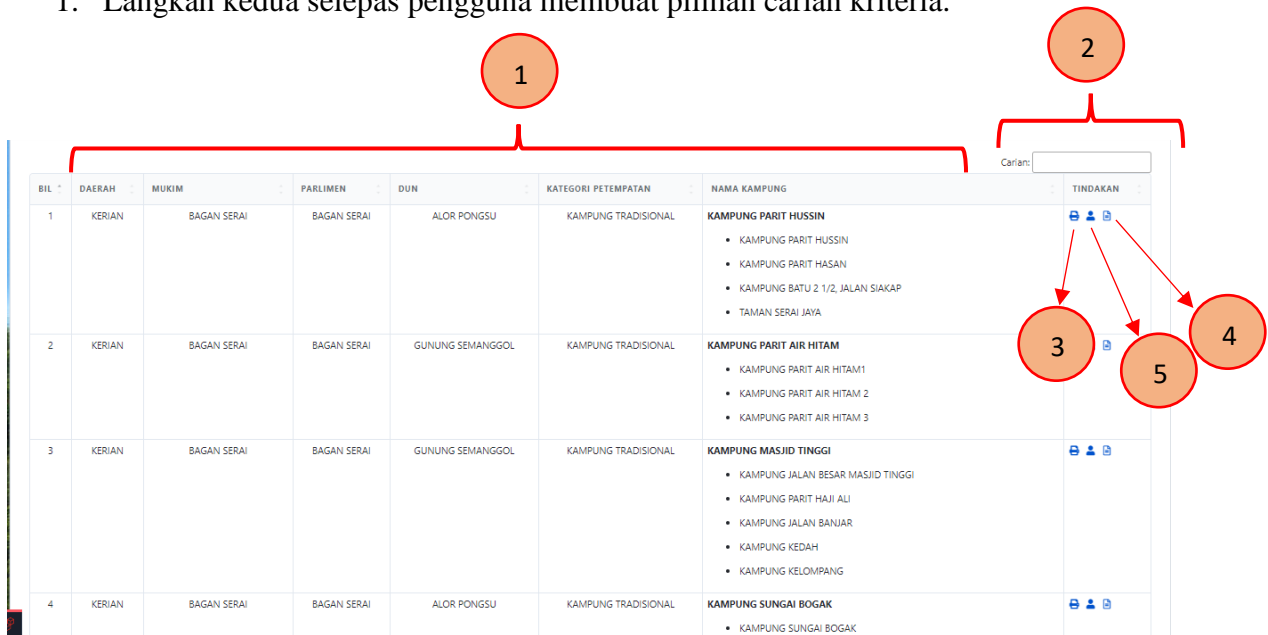 1. Langkah kedua selepas pengguna membuat pilihan carian kriteria.
1
2
Carian:
BIL DAERAH MUKIM PARLIMEN DUN KATEGORI PETEMPATAN NAMA KAMPUNG TINDAKAN
1 KERIAN BAGAN SERAI BAGAN SERAI ALOR PONGSU KAMPUNG TRADISIONAL KAMPUNG PARIT HUSSIN
• KAMPUNG PARIT HUSSIN
• KAMPUNG PARIT HASAN
• KAMPUNG BATU 2 1/2, JALAN SIAKAP
• TAMAN SERAI JAYA
3
4
5
2 KERIAN BAGAN SERAI BAGAN SERAI GUNUNG SEMANGGOL KAMPUNG TRADISIONAL KAMPUNG PARIT AIR HITAM
• KAMPUNG PARIT AIR HITAM1
• KAMPUNG PARIT AIR HITAM 2
• KAMPUNG PARIT AIR HITAM 3
3 KERIAN BAGAN SERAI BAGAN SERAI GUNUNG SEMANGGOL KAMPUNG TRADISIONAL KAMPUNG MASJID TINGGI
• KAMPUNG JALAN BESAR MASJID TINGGI
• KAMPUNG PARIT HAJI ALI
• KAMPUNG JALAN BANJAR
• KAMPUNG KEDAH
• KAMPUNG KELOMPANG
4 KERIAN BAGAN SERAI BAGAN SERAI ALOR PONGSU KAMPUNG TRADISIONAL KAMPUNG SUNGAI BOGAK
• KAMPUNG SUNGAI BOGAK